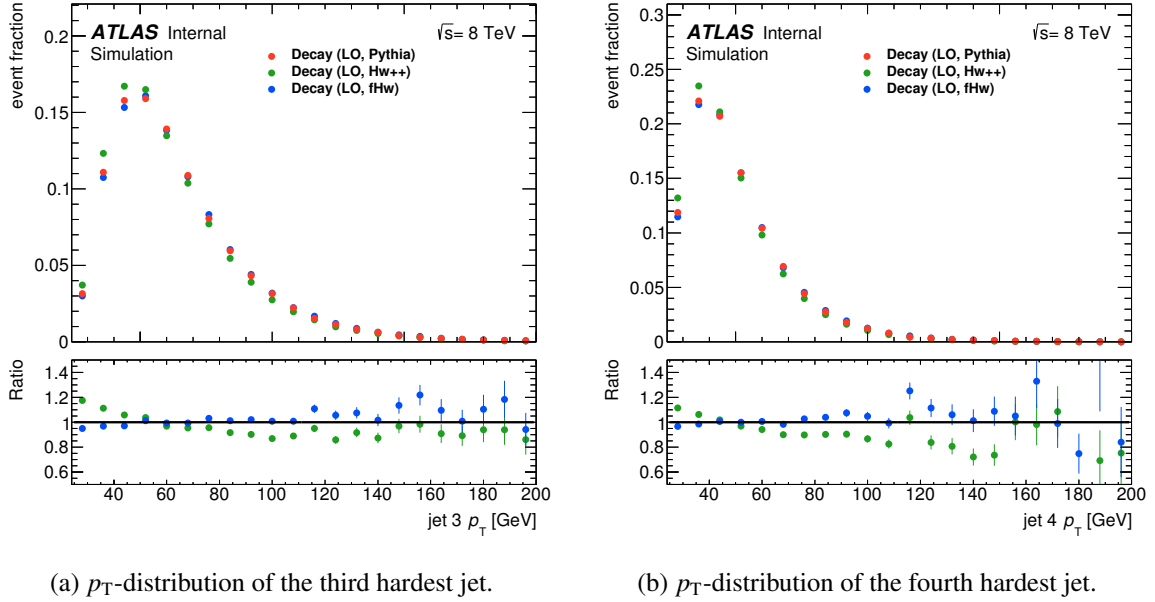 event fraction
0.2
0.15
0.1
0.05
0
ATLAS Internal
Simulation
√s= 8 TeV
Decay (LO, Pythia)
Decay (LO, Hw++)
Decay (LO, fHw)
Ratio
1.4
1.2
1
0.8
0.6
40 60 80 100 120 140 160 180 200
jet 3 pT [GeV]
(a) pT-distribution of the third hardest jet.
event fraction
0.3
0.25
0.2
0.15
0.1
0.05
0
ATLAS Internal
Simulation
√s= 8 TeV
Decay (LO, Pythia)
Decay (LO, Hw++)
Decay (LO, fHw)
Ratio
1.4
1.2
1
0.8
0.6
40 60 80 100 120 140 160 180 200
jet 4 pT [GeV]
(b) pT-distribution of the fourth hardest jet.